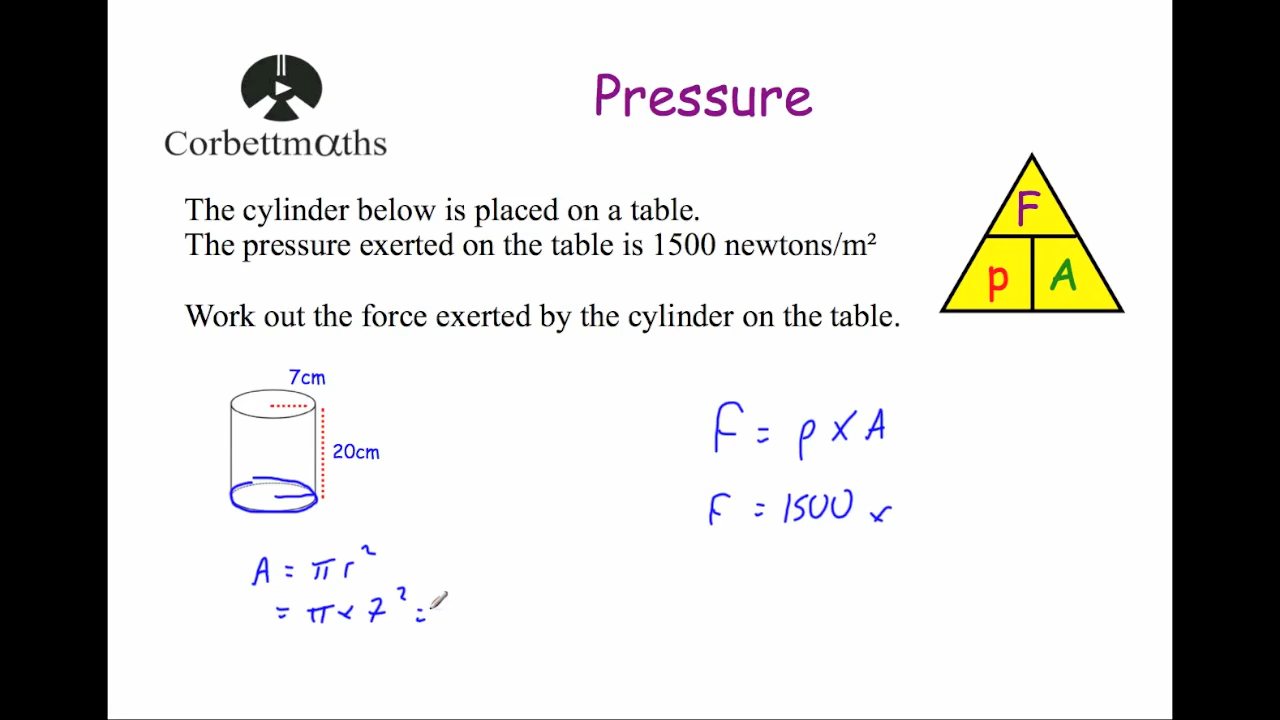 Corbettmαths
Pressure
The cylinder below is placed on a table.
The pressure exerted on the table is 1500 newtons/m²
Work out the force exerted by the cylinder on the table.
F
p A
7cm
20cm
F = p × A
F = 1500 ×
A = π r²
= π × 7² =